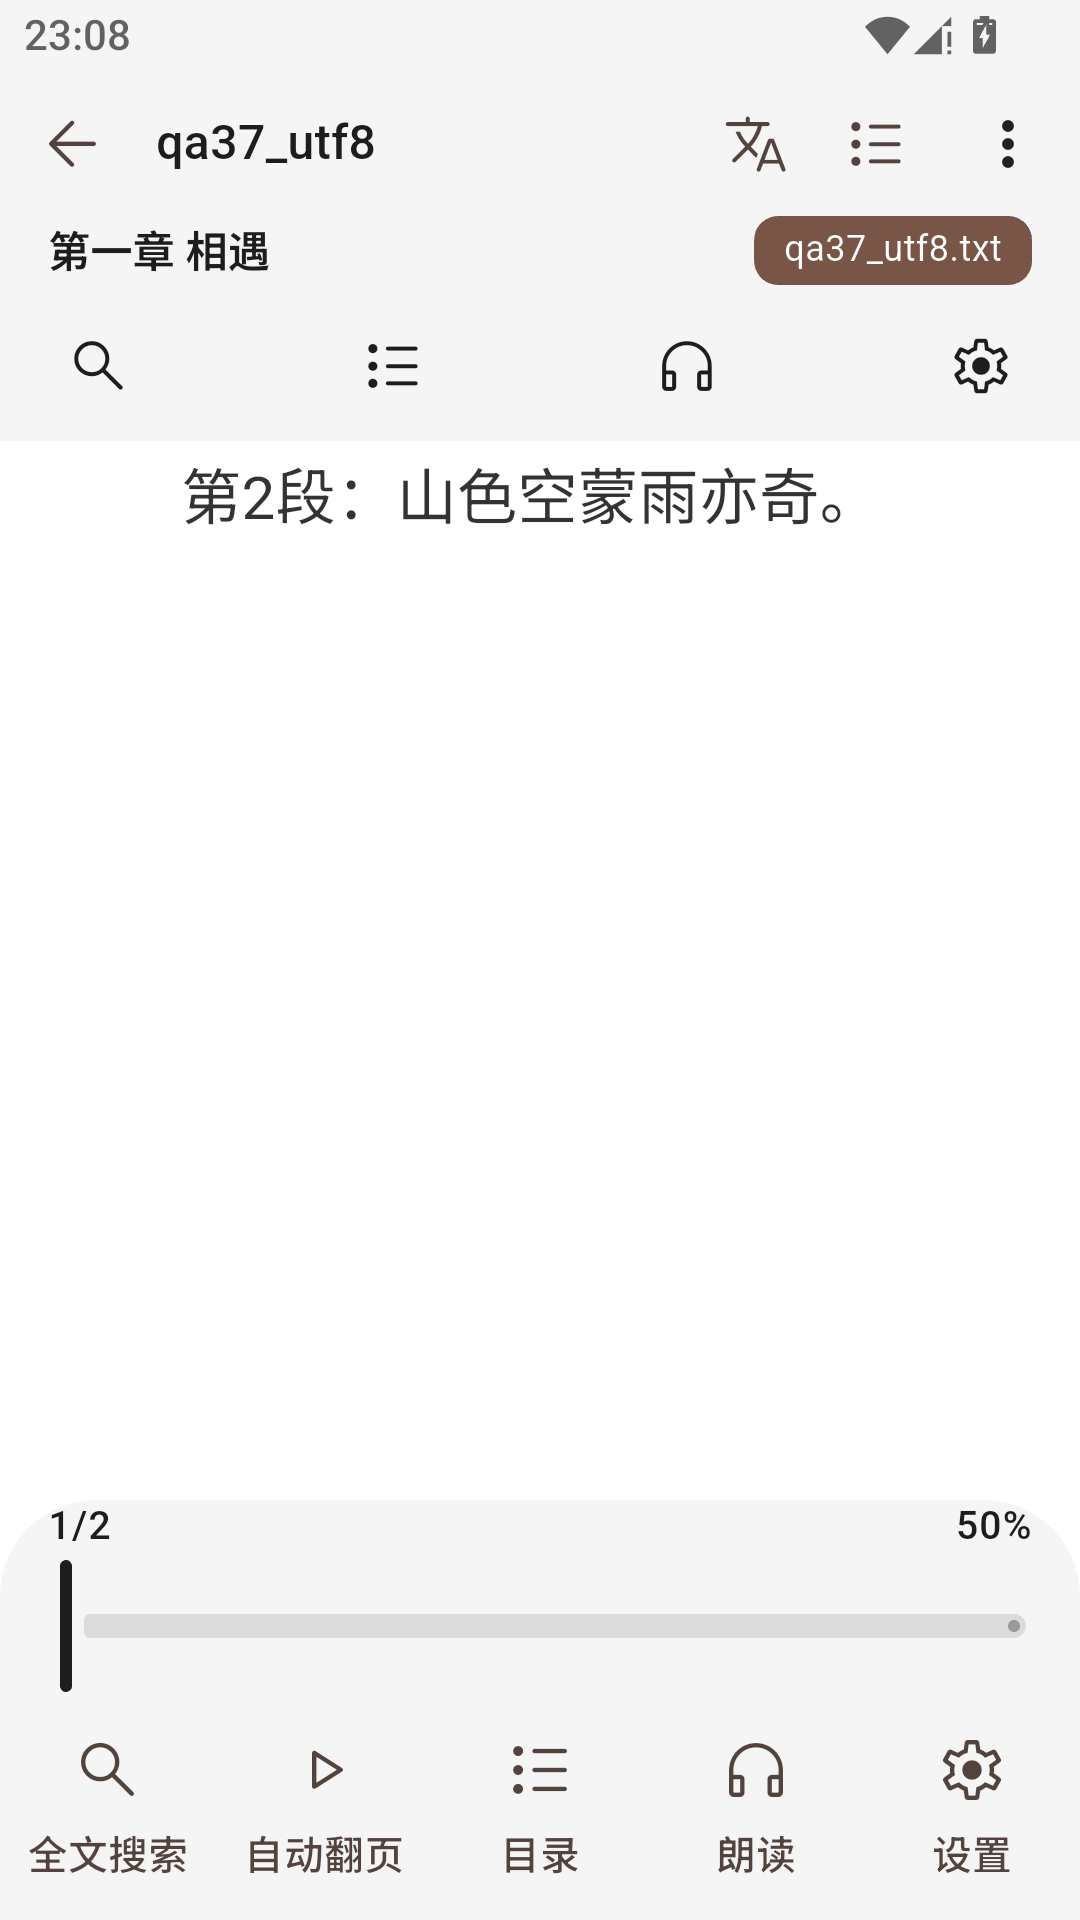 23:08
qa37_utf8
第一章 相遇
qa37_utf8.txt
第2段：山色空蒙雨亦奇。
1/2
50%
全文搜索
自动翻页
目录
朗读
设置